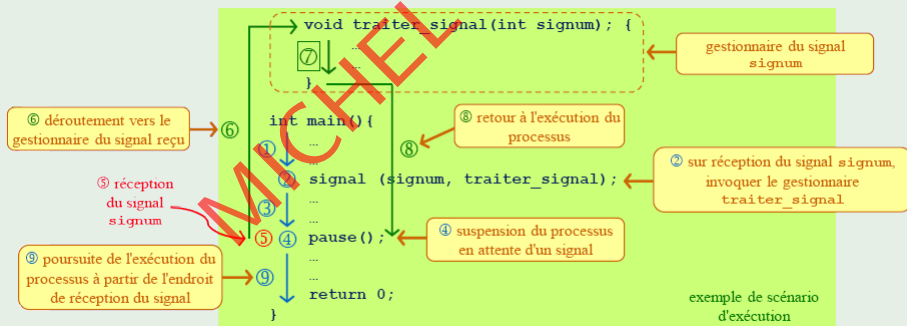 void traiter_signal(int signum); {
⑦
...
...
}
gestionnaire du signal
signum
⑥ déroutement vers le
gestionnaire du signal reçu
⑥
int main(){
①
...
...
⑧
⑧ retour à l'exécution du
processus
② signal (signum, traiter_signal);
② sur réception du signal signum,
invoquer le gestionnaire
traiter_signal
⑤ réception
du signal
signum
③
...
...
⑤ ④ pause();
④ suspension du processus
en attente d'un signal
⑨ poursuite de l'exécution du
processus à partir de l'endroit
de réception du signal
⑨
...
...
return 0;
}
exemple de scénario
d'exécution
MICHEL